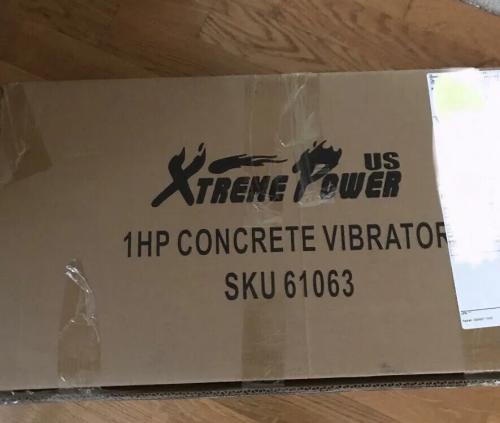 XTREME POWER US
1HP CONCRETE VIBRATOR
SKU 61063